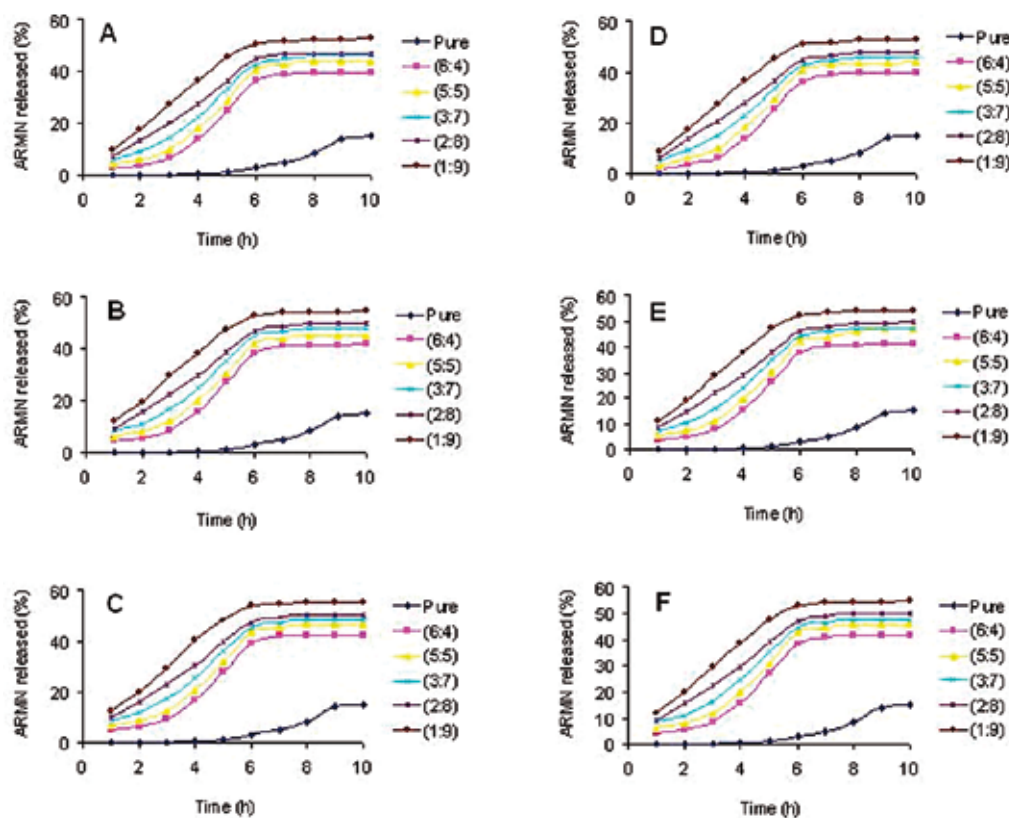 A
ARMN released (%)
60
40
20
0
0 2 4 6 8 10
Time (h)
Pure
(6:4)
(5:5)
(3:7)
(2:8)
(1:9)
D
ARMN released (%)
60
40
20
0
0 2 4 6 8 10
Time (h)
Pure
(6:4)
(5:5)
(3:7)
(2:8)
(1:9)
B
ARMN released (%)
60
40
20
0
0 2 4 6 8 10
Time (h)
Pure
(6:4)
(5:5)
(3:7)
(2:8)
(1:9)
E
ARMN released (%)
60
50
40
30
20
10
0
0 2 4 6 8 10
Time (h)
Pure
(6:4)
(5:5)
(3:7)
(2:8)
(1:9)
C
ARMN released (%)
60
40
20
0
0 2 4 6 8 10
Time (h)
Pure
(6:4)
(5:5)
(3:7)
(2:8)
(1:9)
F
ARMN released (%)
60
50
40
30
20
10
0
0 2 4 6 8 10
Time (h)
Pure
(6:4)
(5:5)
(3:7)
(2:8)
(1:9)